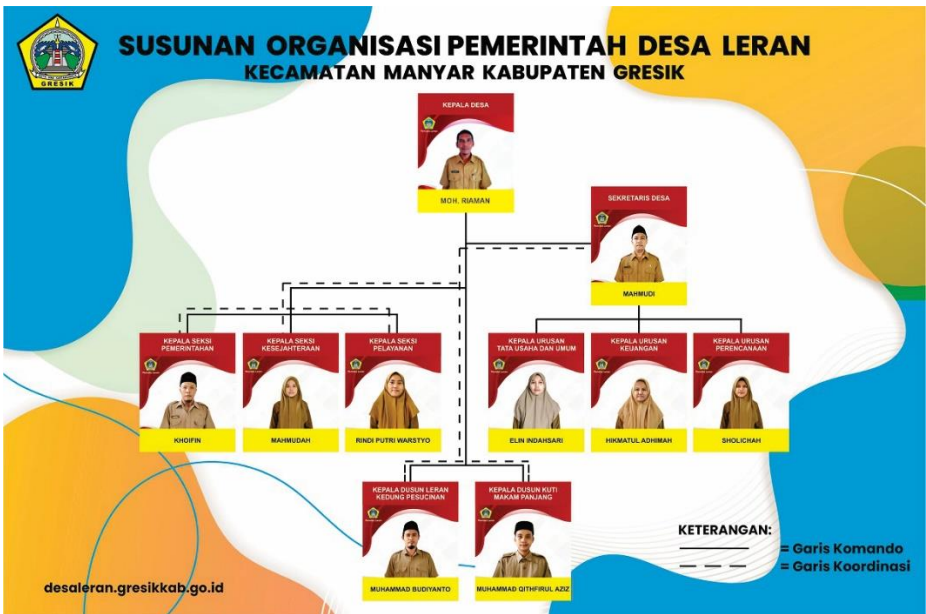 SUSUNAN ORGANISASI PEMERINTAH DESA LERAN
KECAMATAN MANYAR KABUPATEN GRESIK
GRESIK
KEPALA DESA
MOH. RIAMAN
SEKRETARIS DESA
MAHMUDI
KEPALA SEKSI
PEMERINTAHAN
KHOIFIN
KEPALA SEKSI
KESEJAHTERAAN
MAHMUDAH
KEPALA SEKSI
PELAYANAN
RINDI PUTRI WARSTYO
KEPALA URUSAN
TATA USAHA DAN UMUM
ELIN INDAHSARI
KEPALA URUSAN
KEUANGAN
HIKMATUL ADHIMAH
KEPALA URUSAN
PERENCANAAN
SHOLICHAH
KEPALA DUSUN LERAN
KEDUNG PESUCINAN
MUHAMMAD BUDIYANTO
KEPALA DUSUN KUTI
MAKAM PANJANG
MUHAMMAD QITHFIRUL AZIZ
KETERANGAN:
= Garis Komando
= Garis Koordinasi
desaleran.gresikkab.go.id